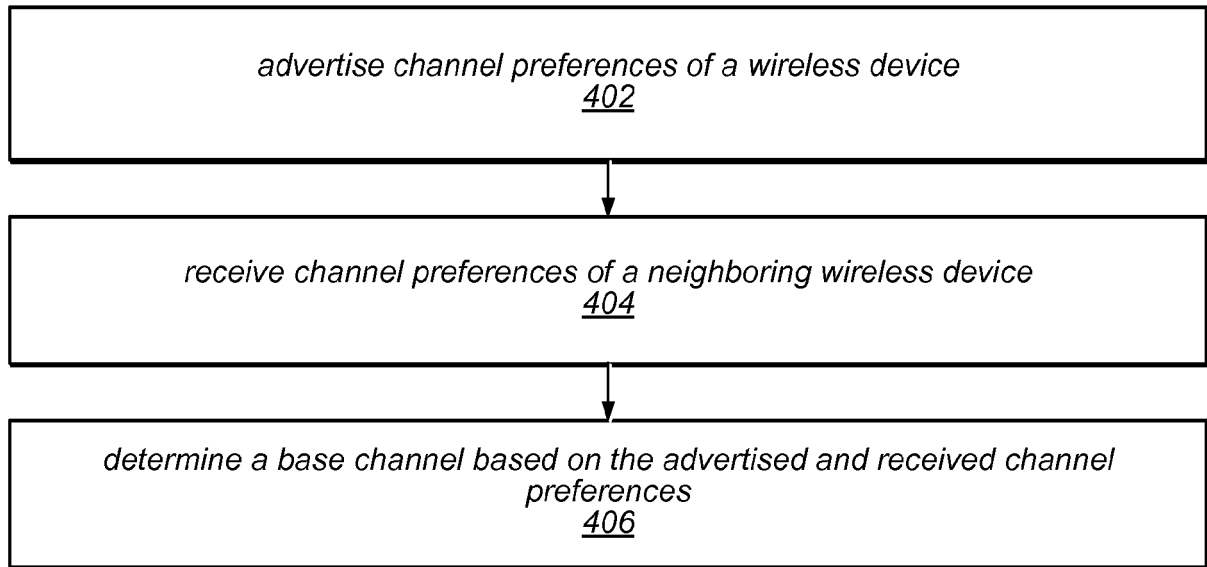 advertise channel preferences of a wireless device
402
receive channel preferences of a neighboring wireless device
404
determine a base channel based on the advertised and received channel
preferences
406